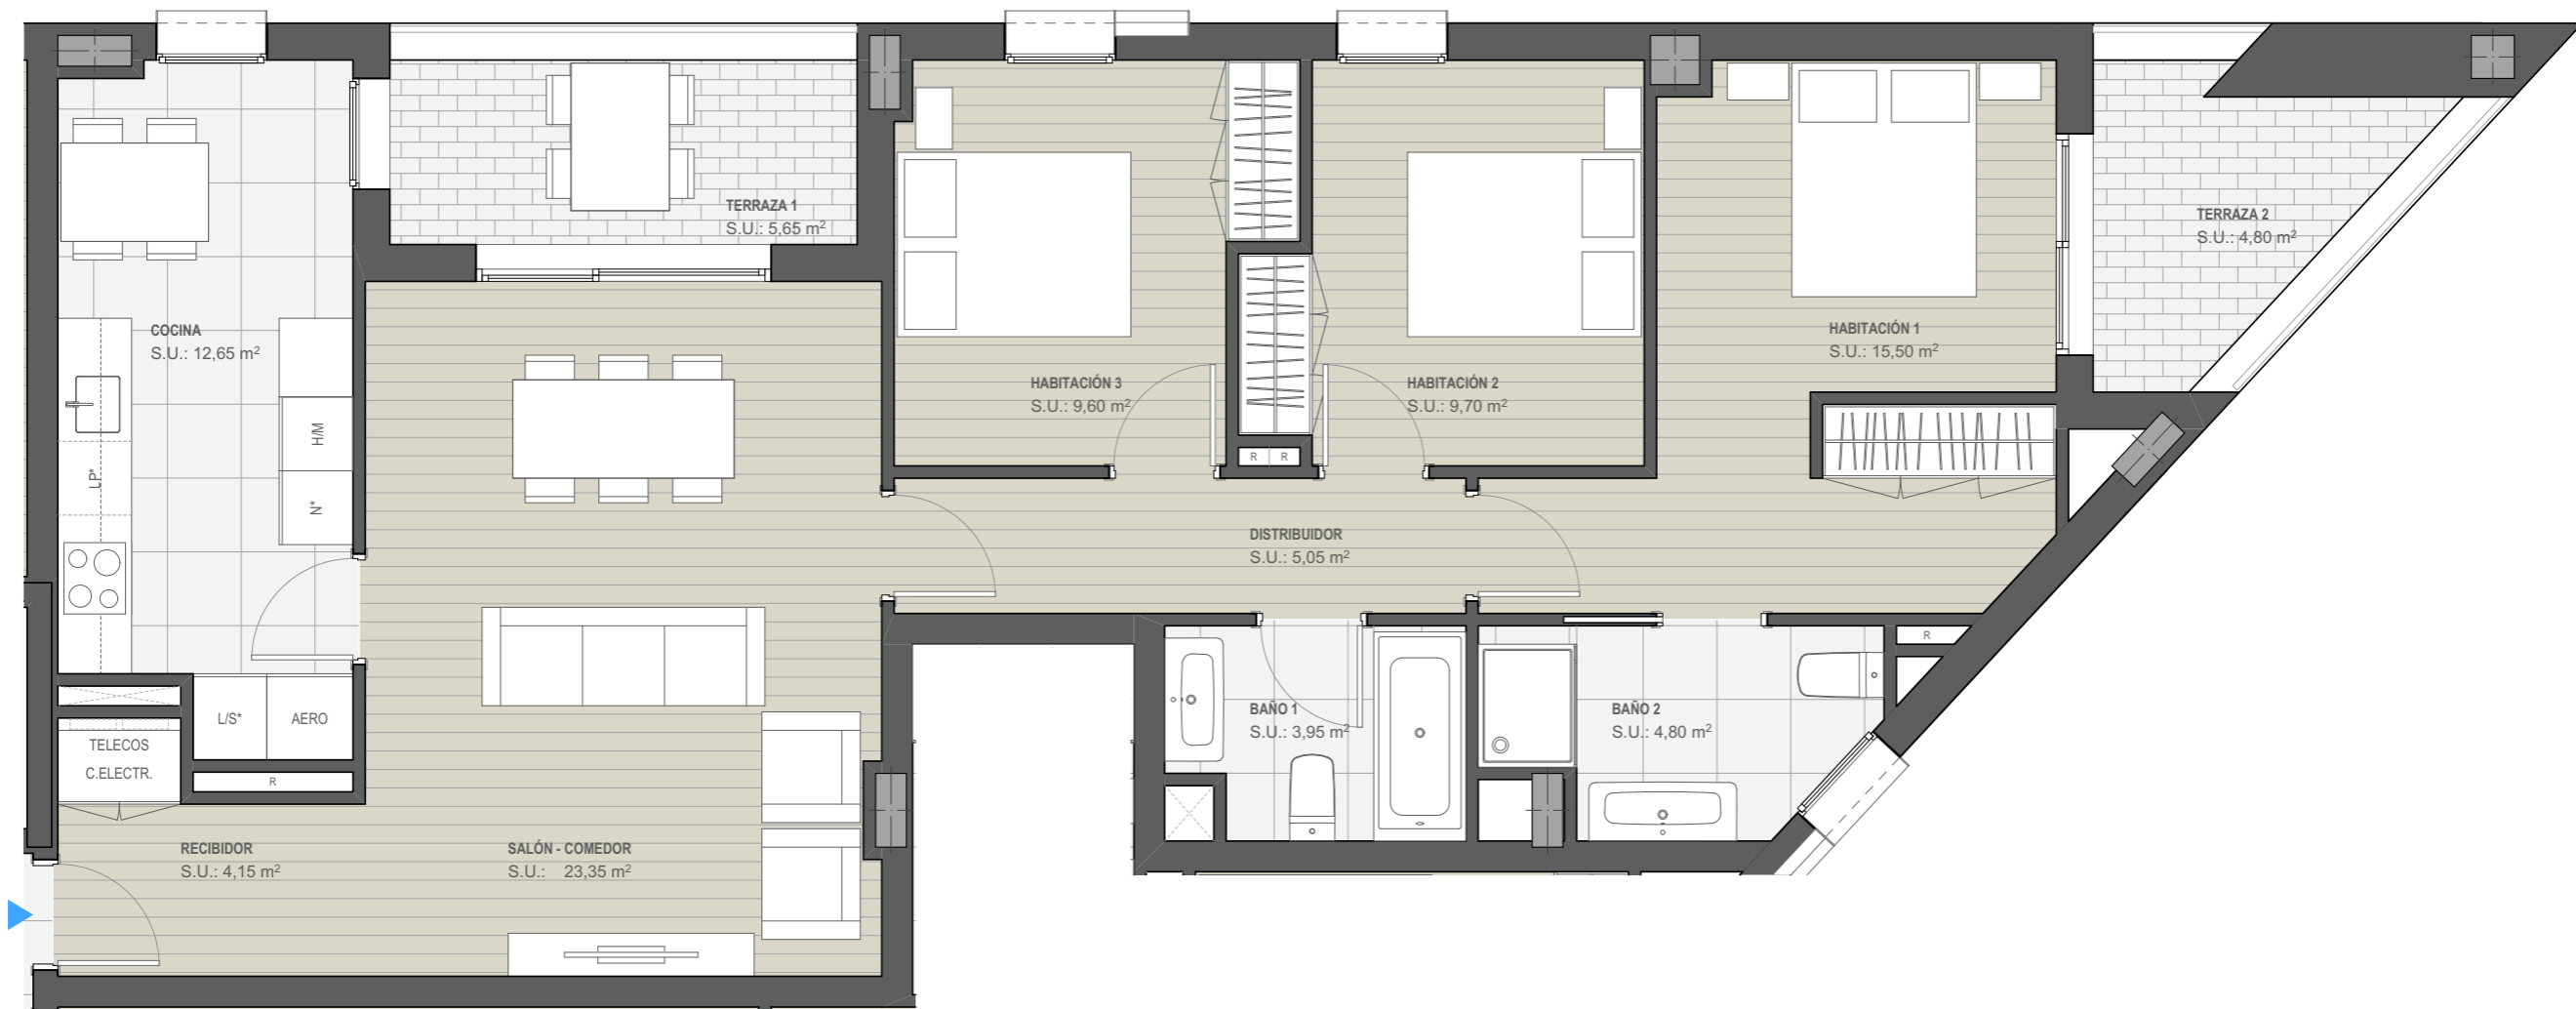 TERRAZA 1
S.U.: 5,65 m²
TERRAZA 2
S.U.: 4,80 m²
COCINA
S.U.: 12,65 m²
HABITACIÓN 1
S.U.: 15,50 m²
HABITACIÓN 3
S.U.: 9,60 m²
HABITACIÓN 2
S.U.: 9,70 m²
H/M
LP*
N*
R R
DISTRIBUIDOR
S.U.: 5,05 m²
R
L/S*
AERO
BAÑO 1
S.U.: 3,95 m²
BAÑO 2
S.U.: 4,80 m²
TELECOS
C.ELECTR.
R
RECIBIDOR
S.U.: 4,15 m²
SALÓN - COMEDOR
S.U.: 23,35 m²